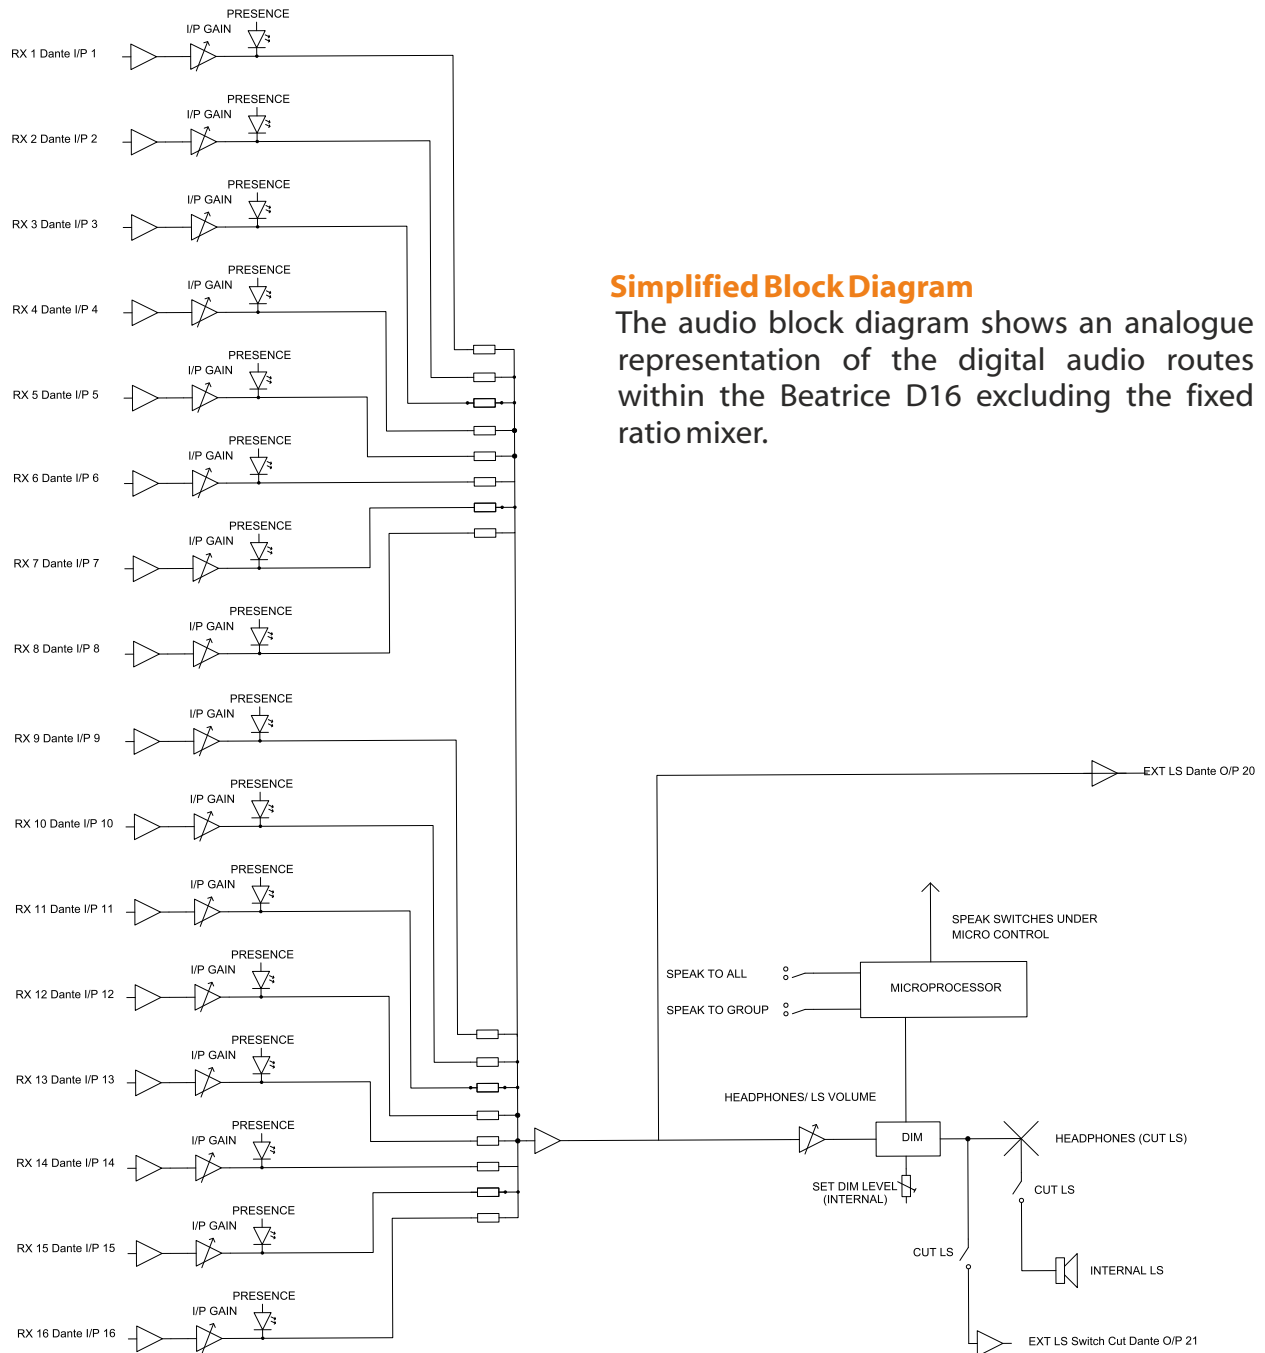 PRESENCE
I/P GAIN
RX 1 Dante I/P 1
PRESENCE
I/P GAIN
RX 2 Dante I/P 2
PRESENCE
I/P GAIN
RX 3 Dante I/P 3
PRESENCE
I/P GAIN
RX 4 Dante I/P 4
PRESENCE
I/P GAIN
RX 5 Dante I/P 5
PRESENCE
I/P GAIN
RX 6 Dante I/P 6
PRESENCE
I/P GAIN
RX 7 Dante I/P 7
PRESENCE
I/P GAIN
RX 8 Dante I/P 8
PRESENCE
I/P GAIN
RX 9 Dante I/P 9
PRESENCE
I/P GAIN
RX 10 Dante I/P 10
PRESENCE
I/P GAIN
RX 11 Dante I/P 11
PRESENCE
I/P GAIN
RX 12 Dante I/P 12
PRESENCE
I/P GAIN
RX 13 Dante I/P 13
PRESENCE
I/P GAIN
RX 14 Dante I/P 14
PRESENCE
I/P GAIN
RX 15 Dante I/P 15
PRESENCE
I/P GAIN
RX 16 Dante I/P 16
Simplified Block Diagram
The audio block diagram shows an analogue
representation of the digital audio routes
within the Beatrice D16 excluding the fixed
ratio mixer.
EXT LS Dante O/P 20
SPEAK SWITCHES UNDER
MICRO CONTROL
SPEAK TO ALL
MICROPROCESSOR
SPEAK TO GROUP
HEADPHONES/ LS VOLUME
DIM
HEADPHONES (CUT LS)
SET DIM LEVEL
(INTERNAL)
CUT LS
CUT LS
INTERNAL LS
EXT LS Switch Cut Dante O/P 21